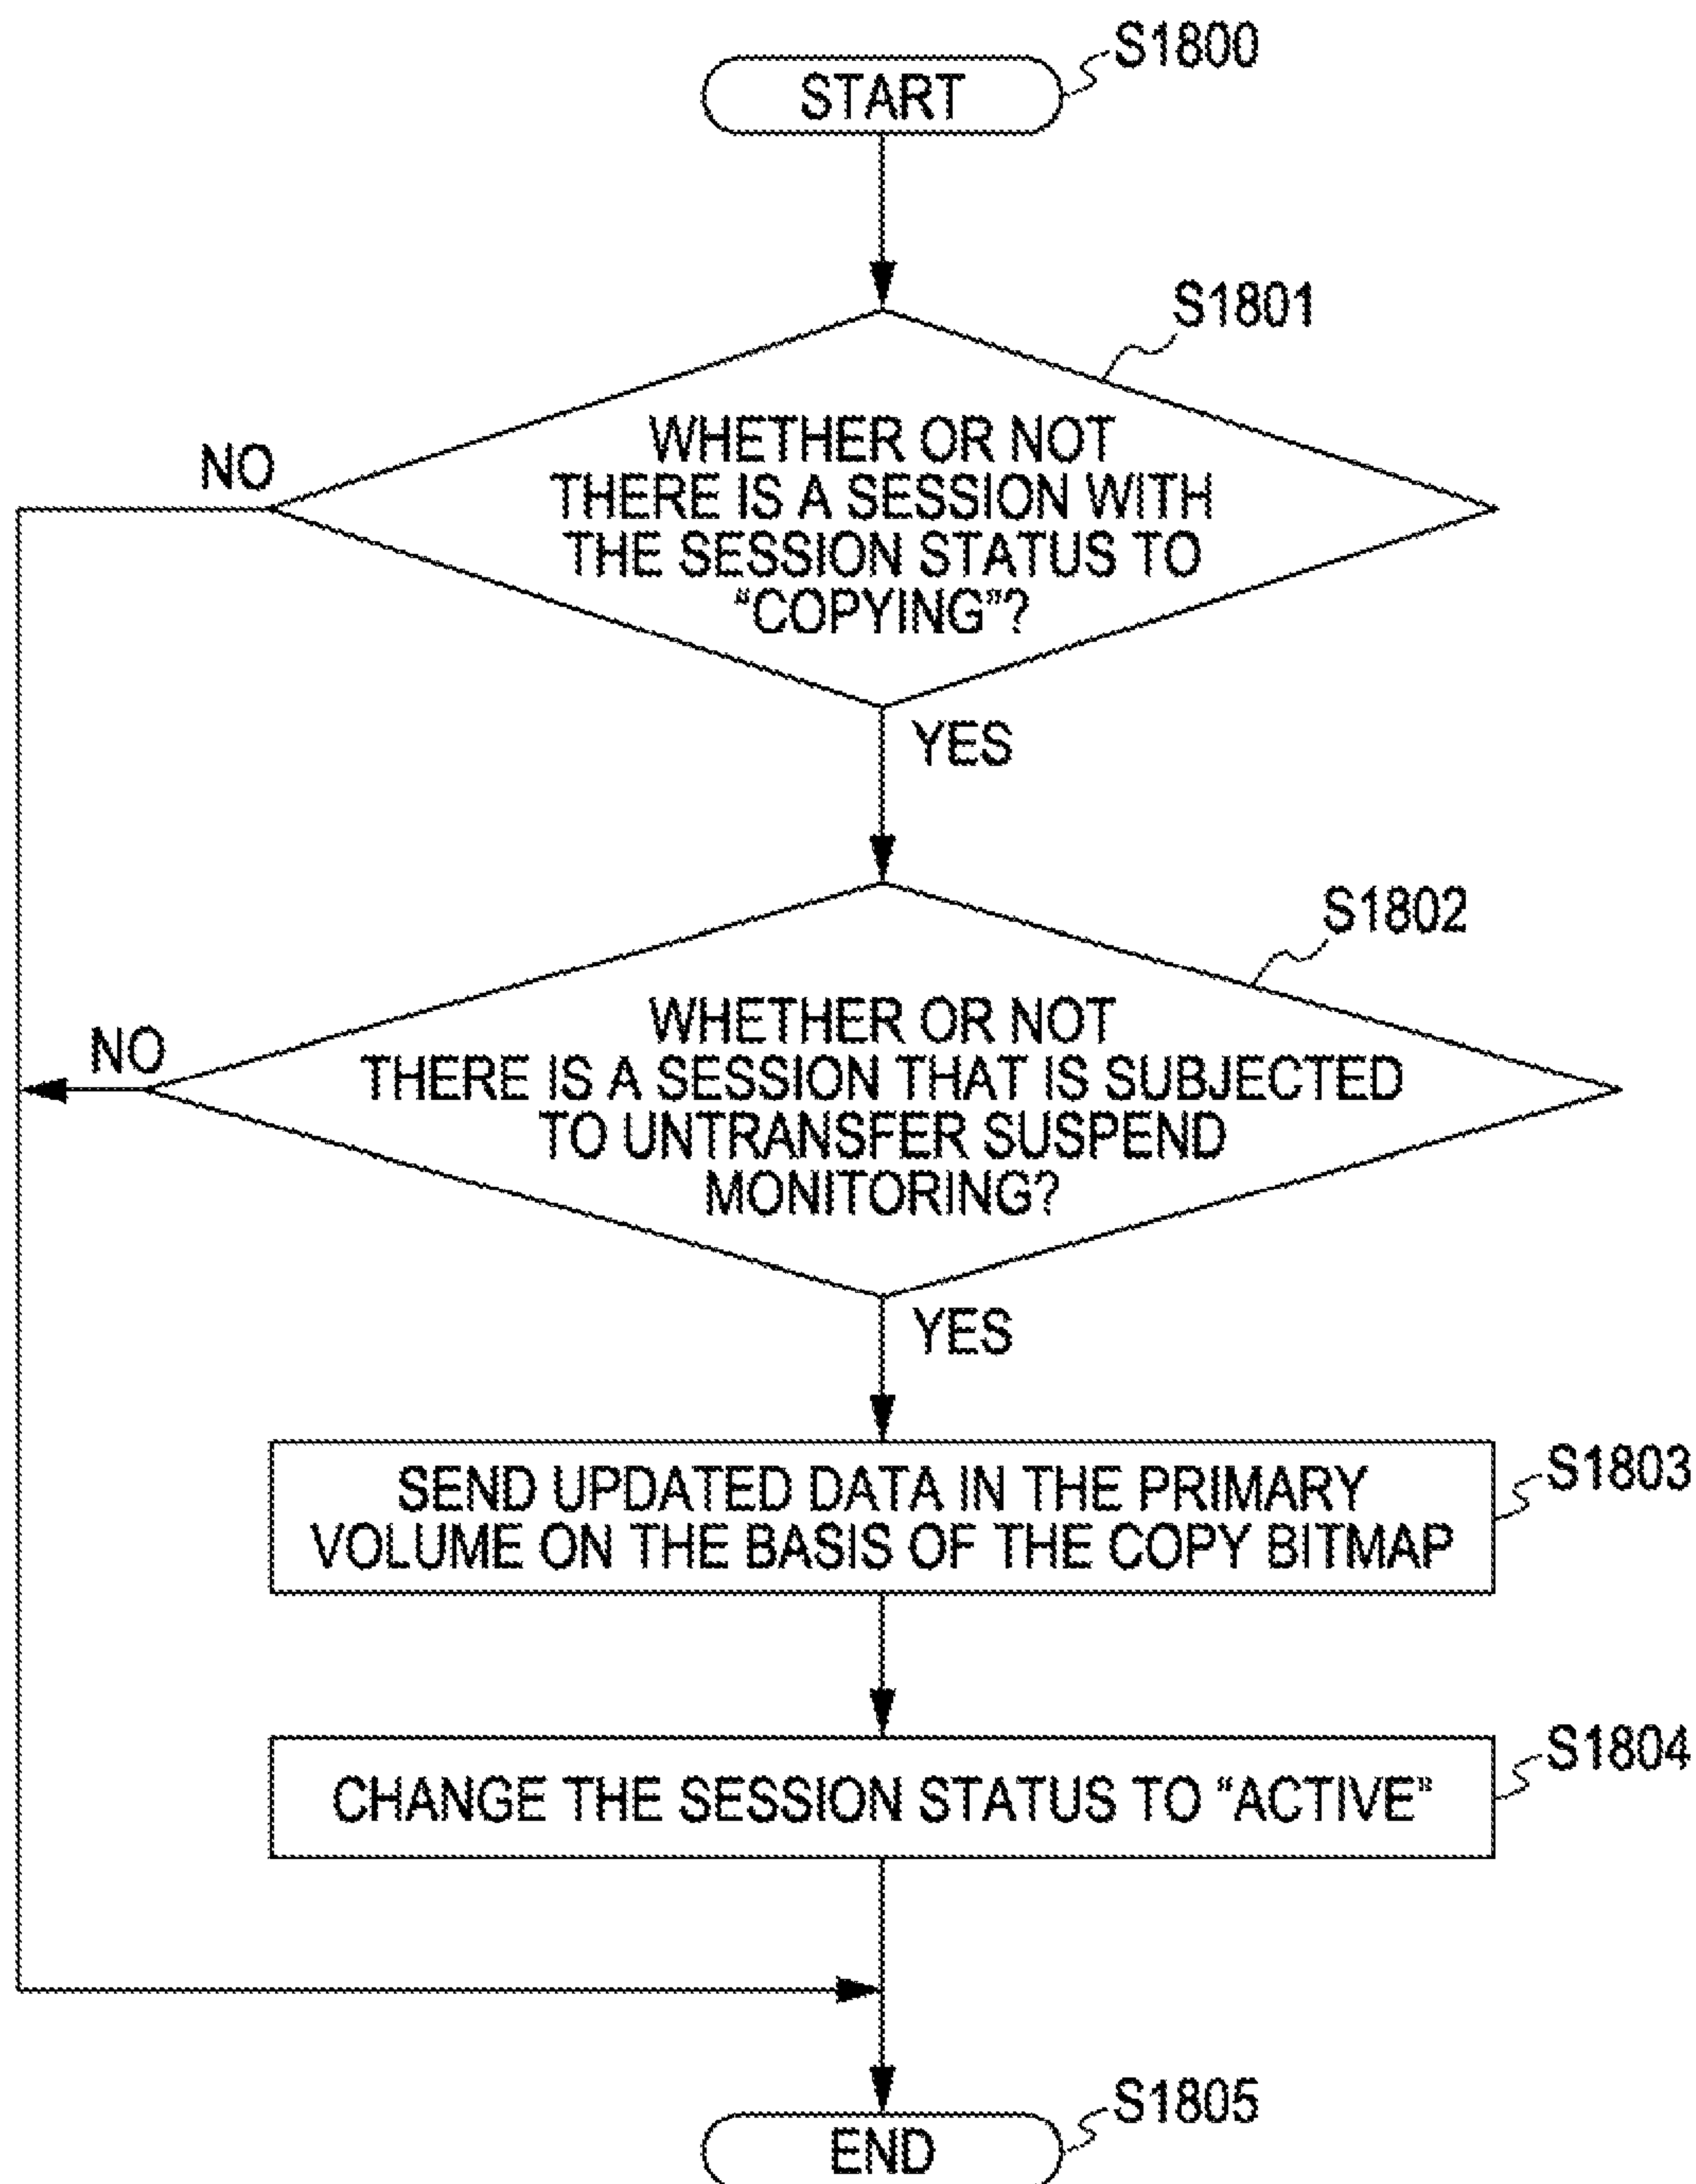 S1800
START
S1801
NO
WHETHER OR NOT
THERE IS A SESSION WITH
THE SESSION STATUS TO
"COPYING"?
YES
S1802
NO
WHETHER OR NOT
THERE IS A SESSION THAT IS SUBJECTED
TO UNTRANSFER SUSPEND
MONITORING?
YES
S1803
SEND UPDATED DATA IN THE PRIMARY
VOLUME ON THE BASIS OF THE COPY BITMAP
S1804
CHANGE THE SESSION STATUS TO "ACTIVE"
S1805
END